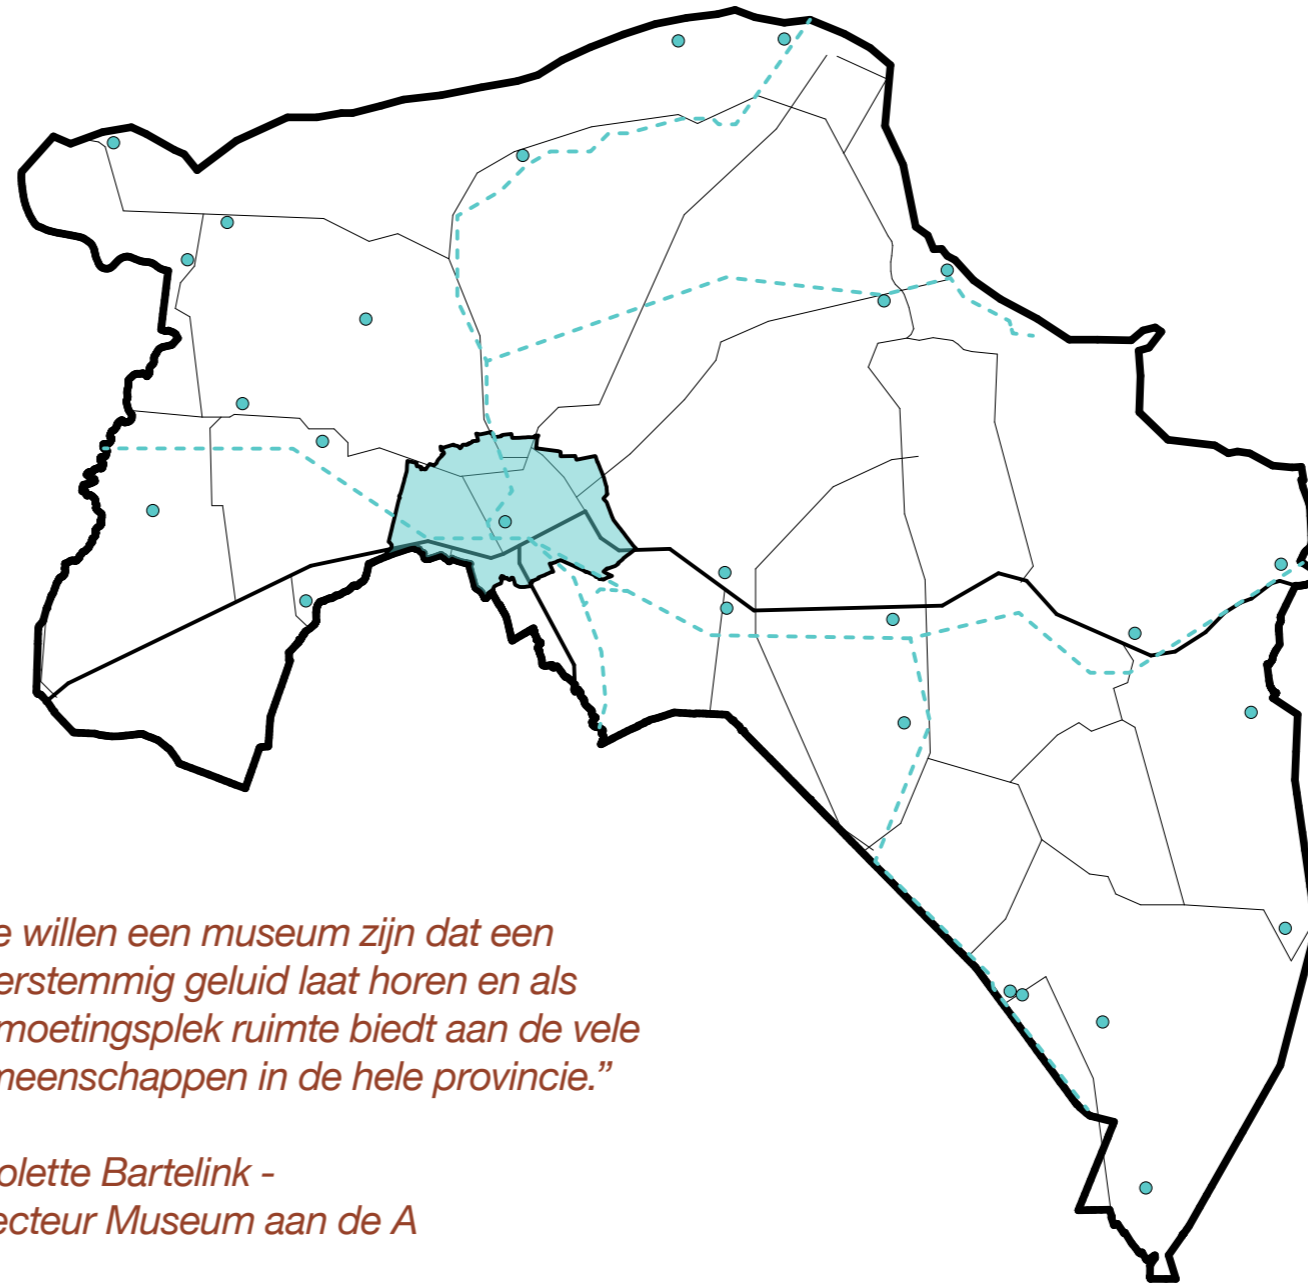 e willen een museum zijn dat een
erstemmig geluid laat horen en als
moetingsplek ruimte biedt aan de vele
meenschappen in de hele provincie.”
olette Bartelink -
ecteur Museum aan de A